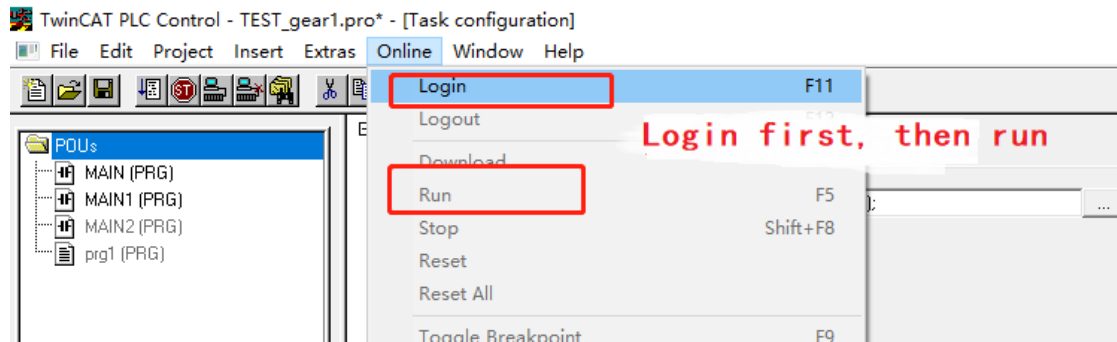 TwinCAT PLC Control - TEST_gear1.pro* - [Task configuration]
File Edit Project Insert Extras Online Window Help
Login F11
Logout
Login first, then run
Download
Run F5
Stop Shift+F8
Reset
Reset All
Toggle Breakpoint F9
POUs
MAIN (PRG)
MAIN1 (PRG)
MAIN2 (PRG)
prg1 (PRG)
);
...